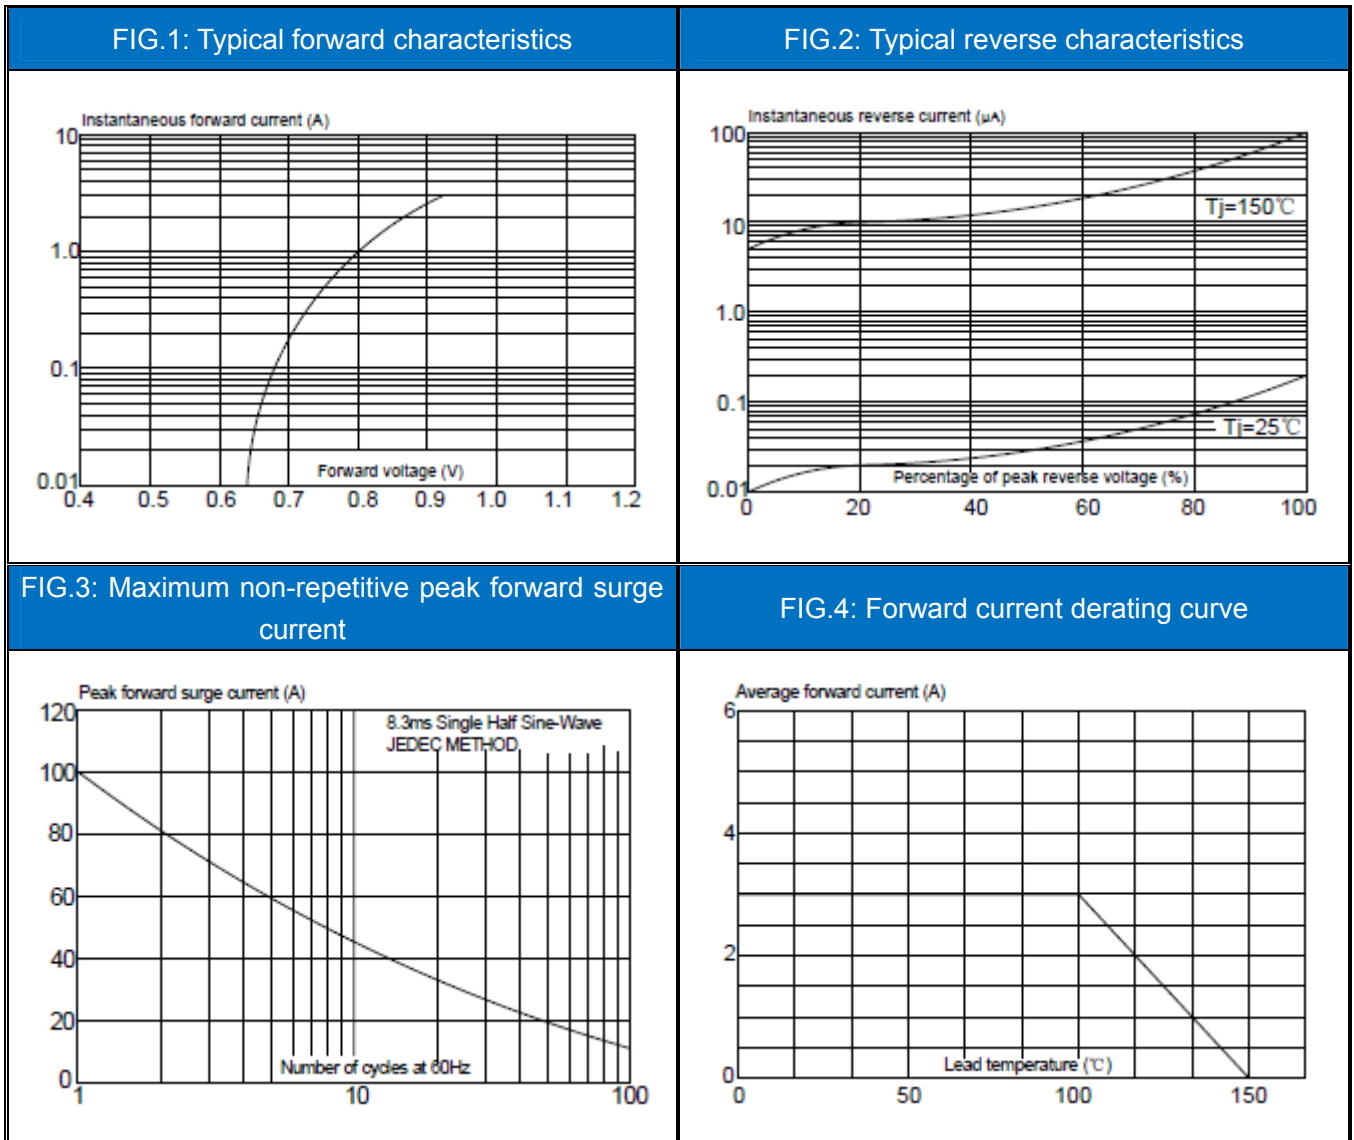 FIG.1: Typical forward characteristics
FIG.2: Typical reverse characteristics
Instantaneous forward current (A)
10
1.0
0.1
0.01
Forward voltage (V)
0.4 0.5 0.6 0.7 0.8 0.9 1.0 1.1 1.2
Instantaneous reverse current (μA)
100
10
1.0
0.1
0.01
Tj=150℃
Tj=25℃
Percentage of peak reverse voltage (%)
0 20 40 60 80 100
FIG.3: Maximum non-repetitive peak forward surge
current
FIG.4: Forward current derating curve
Peak forward surge current (A)
120
100
80
60
40
20
0
8.3ms Single Half Sine-Wave
JEDEC METHOD
Number of cycles at 60Hz
1 10 100
Average forward current (A)
6
4
2
0
Lead temperature (℃)
0 50 100 150